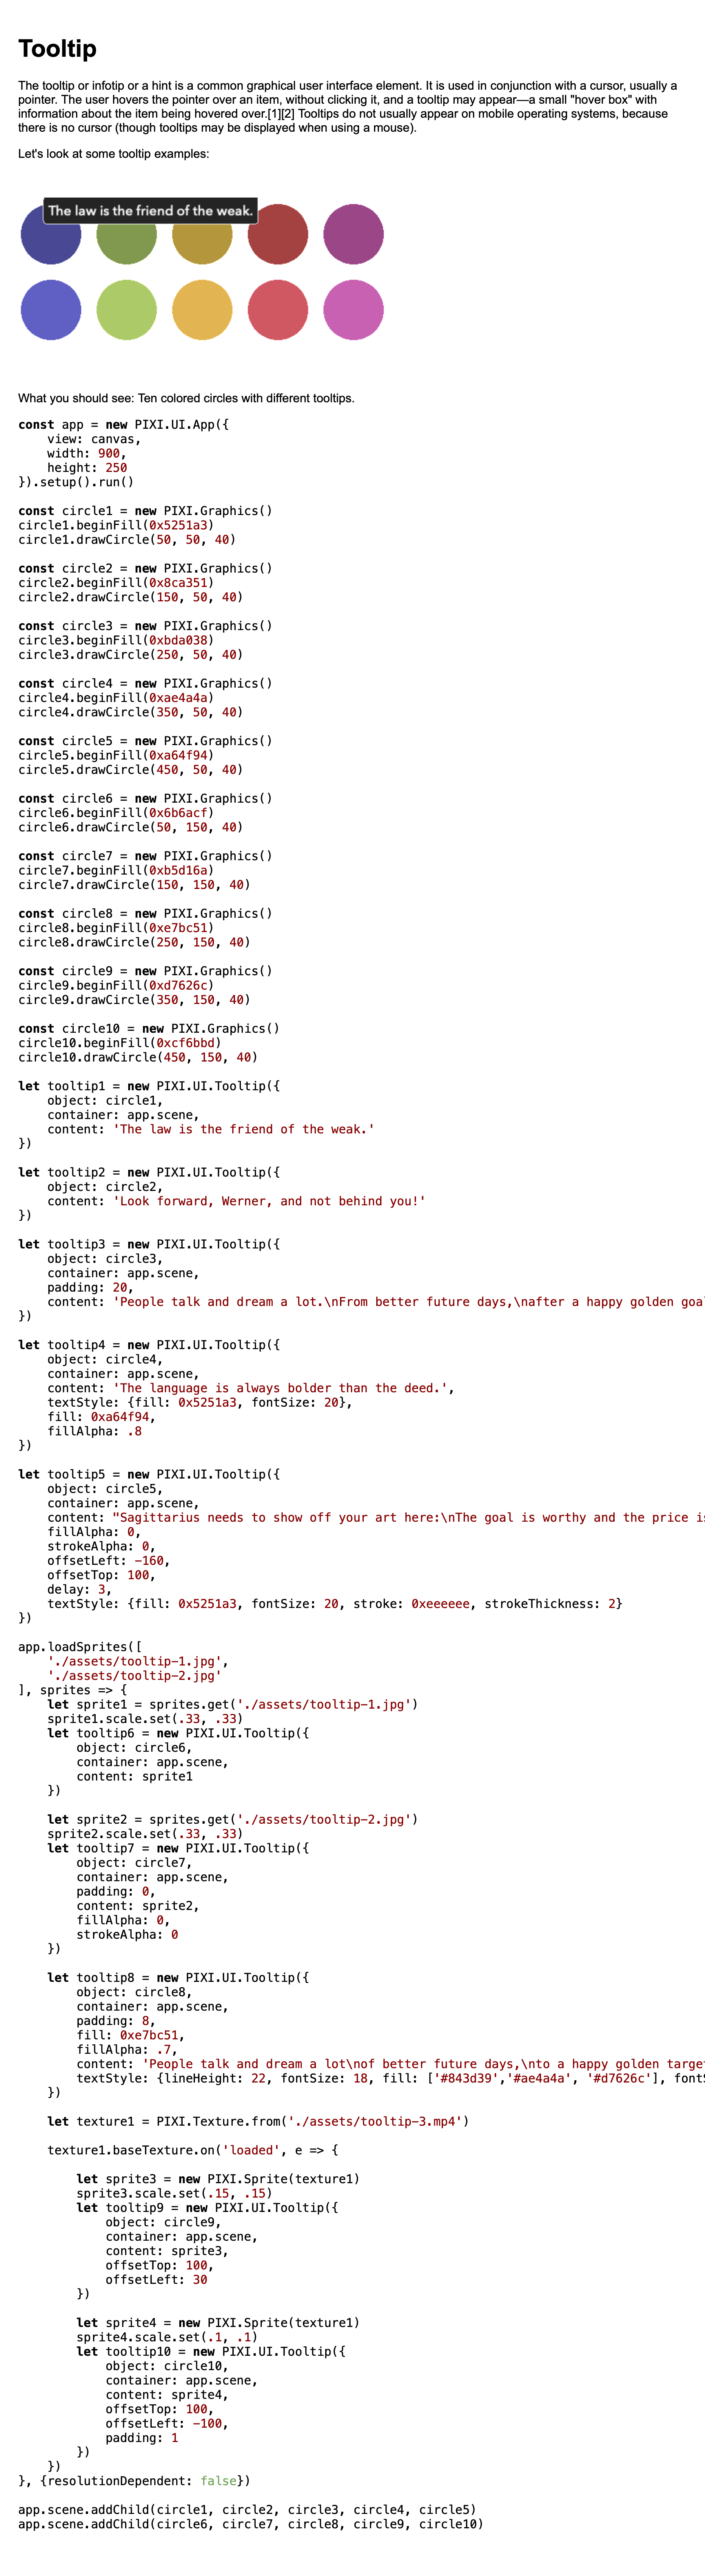 Tooltip
The tooltip or infotip or a hint is a common graphical user interface element. It is used in conjunction with a cursor, usually a
pointer. The user hovers the pointer over an item, without clicking it, and a tooltip may appear—a small "hover box" with
information about the item being hovered over.[1][2] Tooltips do not usually appear on mobile operating systems, because
there is no cursor (though tooltips may be displayed when using a mouse).
Let's look at some tooltip examples:
The law is the friend of the weak.
What you should see: Ten colored circles with different tooltips.
const app = new PIXI.UI.App({
    view: canvas,
    width: 900,
    height: 250
}).setup().run()
const circle1 = new PIXI.Graphics()
circle1.beginFill(0x5251a3)
circle1.drawCircle(50, 50, 40)
const circle2 = new PIXI.Graphics()
circle2.beginFill(0x8ca351)
circle2.drawCircle(150, 50, 40)
const circle3 = new PIXI.Graphics()
circle3.beginFill(0xbda038)
circle3.drawCircle(250, 50, 40)
const circle4 = new PIXI.Graphics()
circle4.beginFill(0xae4a4a)
circle4.drawCircle(350, 50, 40)
const circle5 = new PIXI.Graphics()
circle5.beginFill(0xa64f94)
circle5.drawCircle(450, 50, 40)
const circle6 = new PIXI.Graphics()
circle6.beginFill(0x6b6acf)
circle6.drawCircle(50, 150, 40)
const circle7 = new PIXI.Graphics()
circle7.beginFill(0xb5d16a)
circle7.drawCircle(150, 150, 40)
const circle8 = new PIXI.Graphics()
circle8.beginFill(0xe7bc51)
circle8.drawCircle(250, 150, 40)
const circle9 = new PIXI.Graphics()
circle9.beginFill(0xd7626c)
circle9.drawCircle(350, 150, 40)
const circle10 = new PIXI.Graphics()
circle10.beginFill(0xcf6bbd)
circle10.drawCircle(450, 150, 40)
let tooltip1 = new PIXI.UI.Tooltip({
    object: circle1,
    container: app.scene,
    content: 'The law is the friend of the weak.'
})
let tooltip2 = new PIXI.UI.Tooltip({
    object: circle2,
    content: 'Look forward, Werner, and not behind you!'
})
let tooltip3 = new PIXI.UI.Tooltip({
    object: circle3,
    container: app.scene,
    padding: 20,
    content: 'People talk and dream a lot.\nFrom better future days,\nafter a happy golden goa
})
let tooltip4 = new PIXI.UI.Tooltip({
    object: circle4,
    container: app.scene,
    content: 'The language is always bolder than the deed.',
    textStyle: {fill: 0x5251a3, fontSize: 20},
    fill: 0xa64f94,
    fillAlpha: .8
})
let tooltip5 = new PIXI.UI.Tooltip({
    object: circle5,
    container: app.scene,
    content: "Sagittarius needs to show off your art here:\nThe goal is worthy and the price is
    fillAlpha: 0,
    strokeAlpha: 0,
    offsetLeft: -160,
    offsetTop: 100,
    delay: 3,
    textStyle: {fill: 0x5251a3, fontSize: 20, stroke: 0xeeeeee, strokeThickness: 2}
})
app.loadSprites([
    './assets/tooltip-1.jpg',
    './assets/tooltip-2.jpg'
], sprites => {
    let sprite1 = sprites.get('./assets/tooltip-1.jpg')
    sprite1.scale.set(.33, .33)
    let tooltip6 = new PIXI.UI.Tooltip({
        object: circle6,
        container: app.scene,
        content: sprite1
    })
    let sprite2 = sprites.get('./assets/tooltip-2.jpg')
    sprite2.scale.set(.33, .33)
    let tooltip7 = new PIXI.UI.Tooltip({
        object: circle7,
        container: app.scene,
        padding: 0,
        content: sprite2,
        fillAlpha: 0,
        strokeAlpha: 0
    })
    let tooltip8 = new PIXI.UI.Tooltip({
        object: circle8,
        container: app.scene,
        padding: 8,
        fill: 0xe7bc51,
        fillAlpha: .7,
        content: 'People talk and dream a lot\nof better future days,\nto a happy golden target
        textStyle: {lineHeight: 22, fontSize: 18, fill: ['#843d39','#ae4a4a', '#d7626c'], fontS
    })
    let texture1 = PIXI.Texture.from('./assets/tooltip-3.mp4')
    texture1.baseTexture.on('loaded', e => {
        let sprite3 = new PIXI.Sprite(texture1)
        sprite3.scale.set(.15, .15)
        let tooltip9 = new PIXI.UI.Tooltip({
            object: circle9,
            container: app.scene,
            content: sprite3,
            offsetTop: 100,
            offsetLeft: 30
        })
        let sprite4 = new PIXI.Sprite(texture1)
        sprite4.scale.set(.1, .1)
        let tooltip10 = new PIXI.UI.Tooltip({
            object: circle10,
            container: app.scene,
            content: sprite4,
            offsetTop: 100,
            offsetLeft: -100,
            padding: 1
        })
    })
}, {resolutionDependent: false})
app.scene.addChild(circle1, circle2, circle3, circle4, circle5)
app.scene.addChild(circle6, circle7, circle8, circle9, circle10)